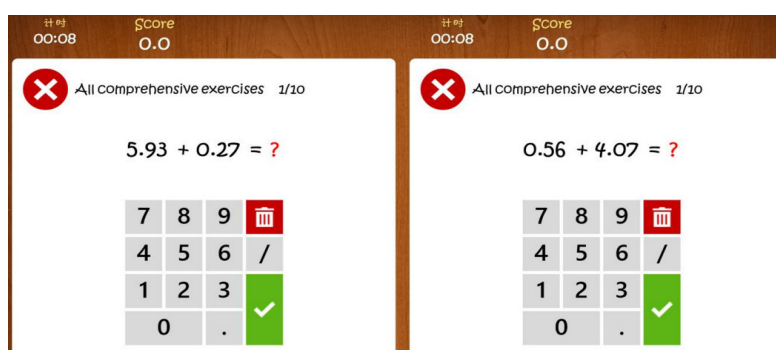 计时
Score
00:08
0.0
All comprehensive exercises 1/10
5.93 + 0.27 = ?
7 8 9
4 5 6 /
1 2 3
0 .
计时
Score
00:08
0.0
All comprehensive exercises 1/10
0.56 + 4.07 = ?
7 8 9
4 5 6 /
1 2 3
0 .